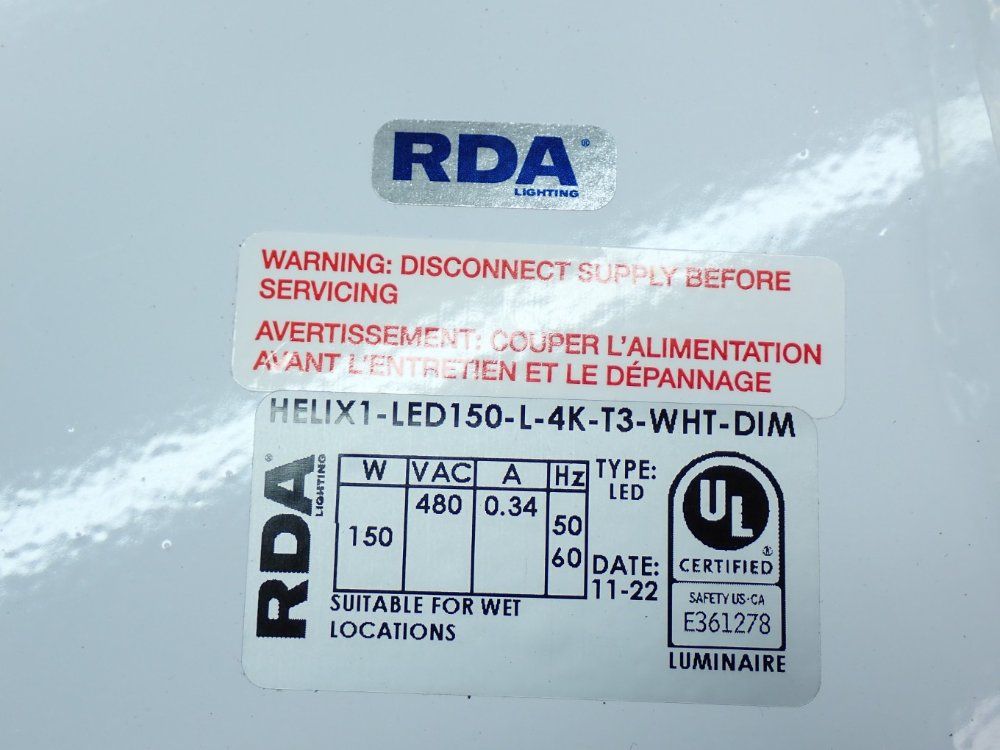 RDA®
LIGHTING
WARNING: DISCONNECT SUPPLY BEFORE
SERVICING
AVERTISSEMENT: COUPER L'ALIMENTATION
AVANT L'ENTRETIEN ET LE DÉPANNAGE
HELIX1-LED150-L-4K-T3-WHT-DIM
RDA®
LIGHTING
W VAC A Hz
150 480 0.34 50
60
TYPE:
LED
DATE:
11-22
SUITABLE FOR WET
LOCATIONS
UL
®
CERTIFIED
SAFETY US·CA
E361278
LUMINAIRE